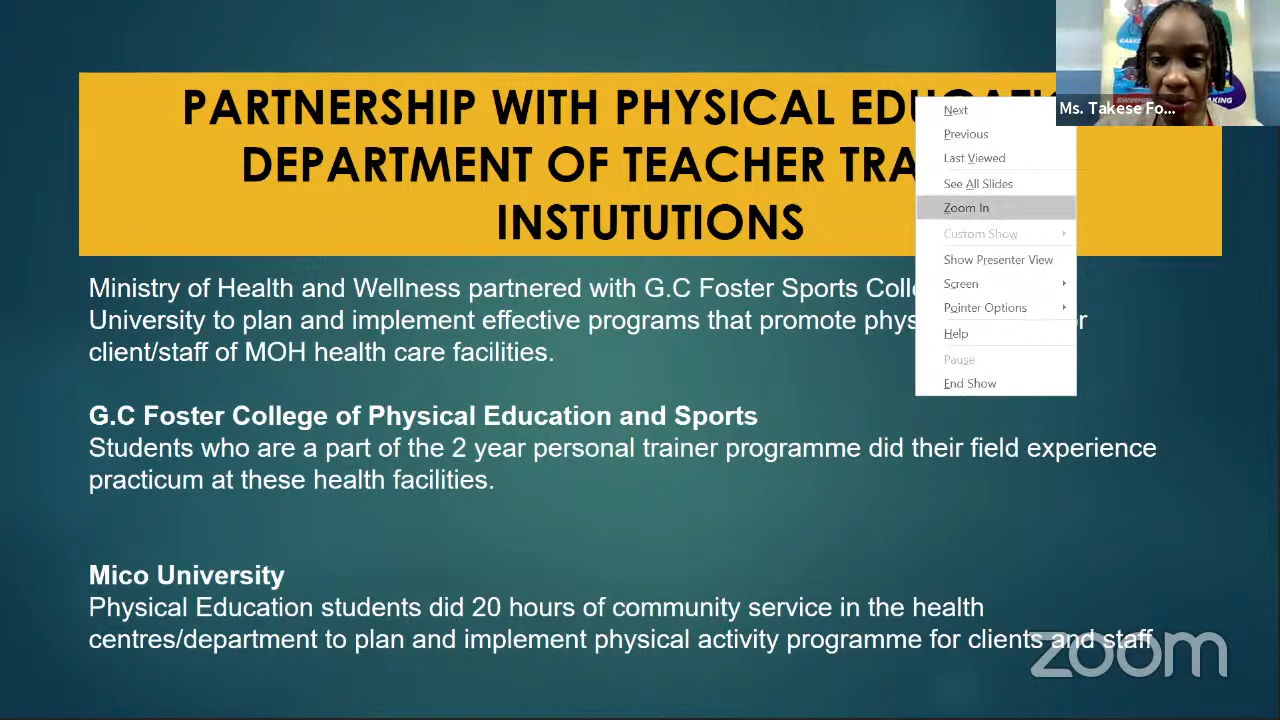 PARTNERSHIP WITH PHYSICAL
DEPARTMENT OF TEACHER
INSTUTUTIONS
Ministry of Health and Wellness partnered with G.C Foster Sports
University to plan and implement effective programs that promote
client/staff of MOH health care facilities.
G.C Foster College of Physical Education and Sports
Students who are a part of the 2 year personal trainer programme did their field experience
practicum at these health facilities.
Mico University
Physical Education students did 20 hours of community service in the health
centres/department to plan and implement physical activity programme for clients and staff
Next
Previous
Last Viewed
See All Slides
Zoom In
Custom Show
Show Presenter View
Screen
Pointer Options
Help
Pause
End Show
Ms. Takese Fo...
zoom